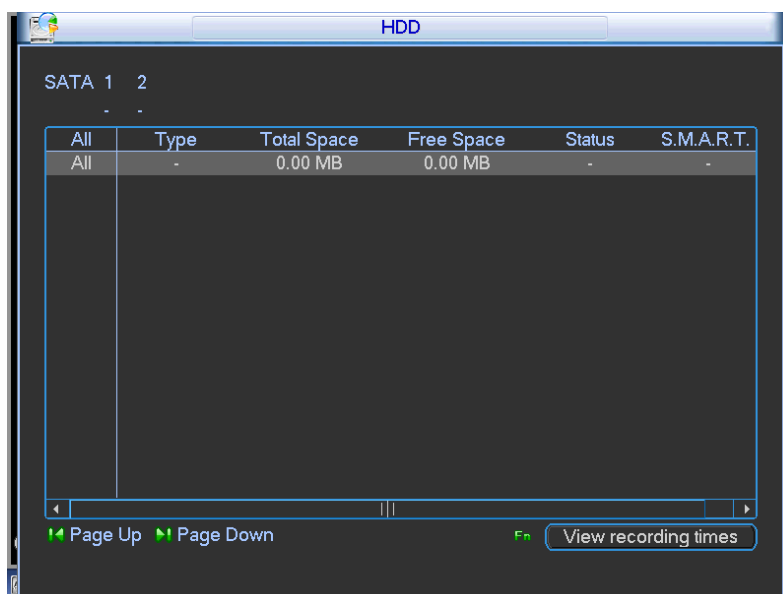 HDD
SATA 1 2
- -
All Type Total Space Free Space Status S.M.A.R.T.
All - 0.00 MB 0.00 MB - -
Page Up Page Down Fn View recording times